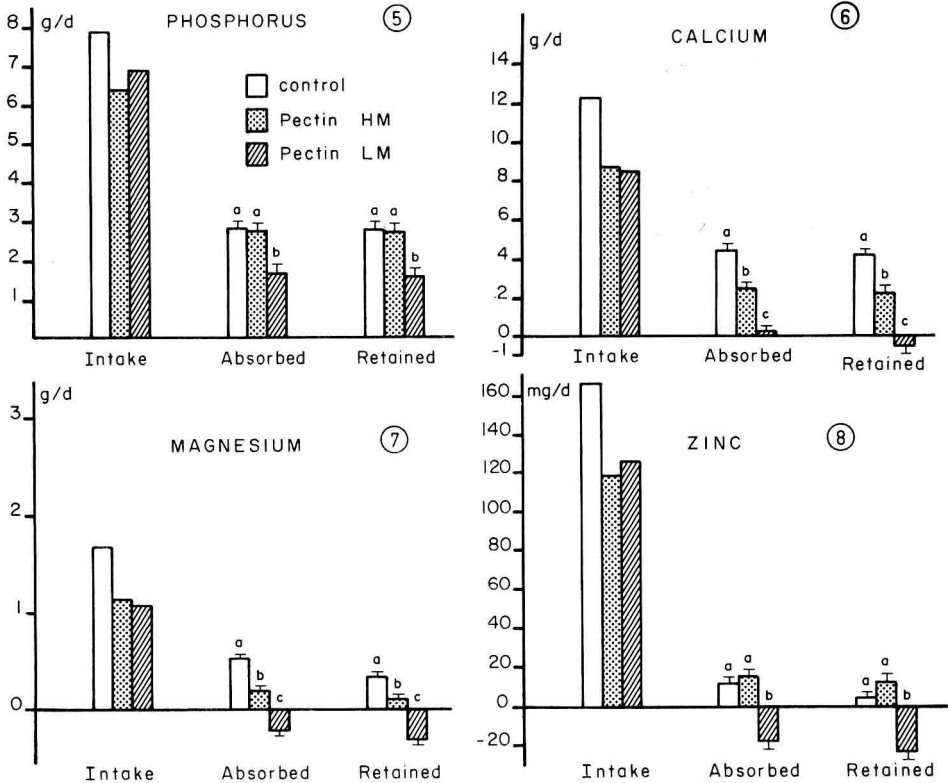 g/d PHOSPHORUS ⑤
8
7
6
5
4
3
2
1
control
Pectin HM
Pectin LM
a a b
a a b
Intake Absorbed Retained
g/d CALCIUM ⑥
14
12
10
8
6
4
2
0
-1
a b c
a b c
Intake Absorbed Retained
g/d MAGNESIUM ⑦
3
2
1
0
a b c
a b c
Intake Absorbed Retained
mg/d ZINC ⑧
160
140
120
100
80
60
40
20
0
-20
a a b
a a b
Intake Absorbed Retained